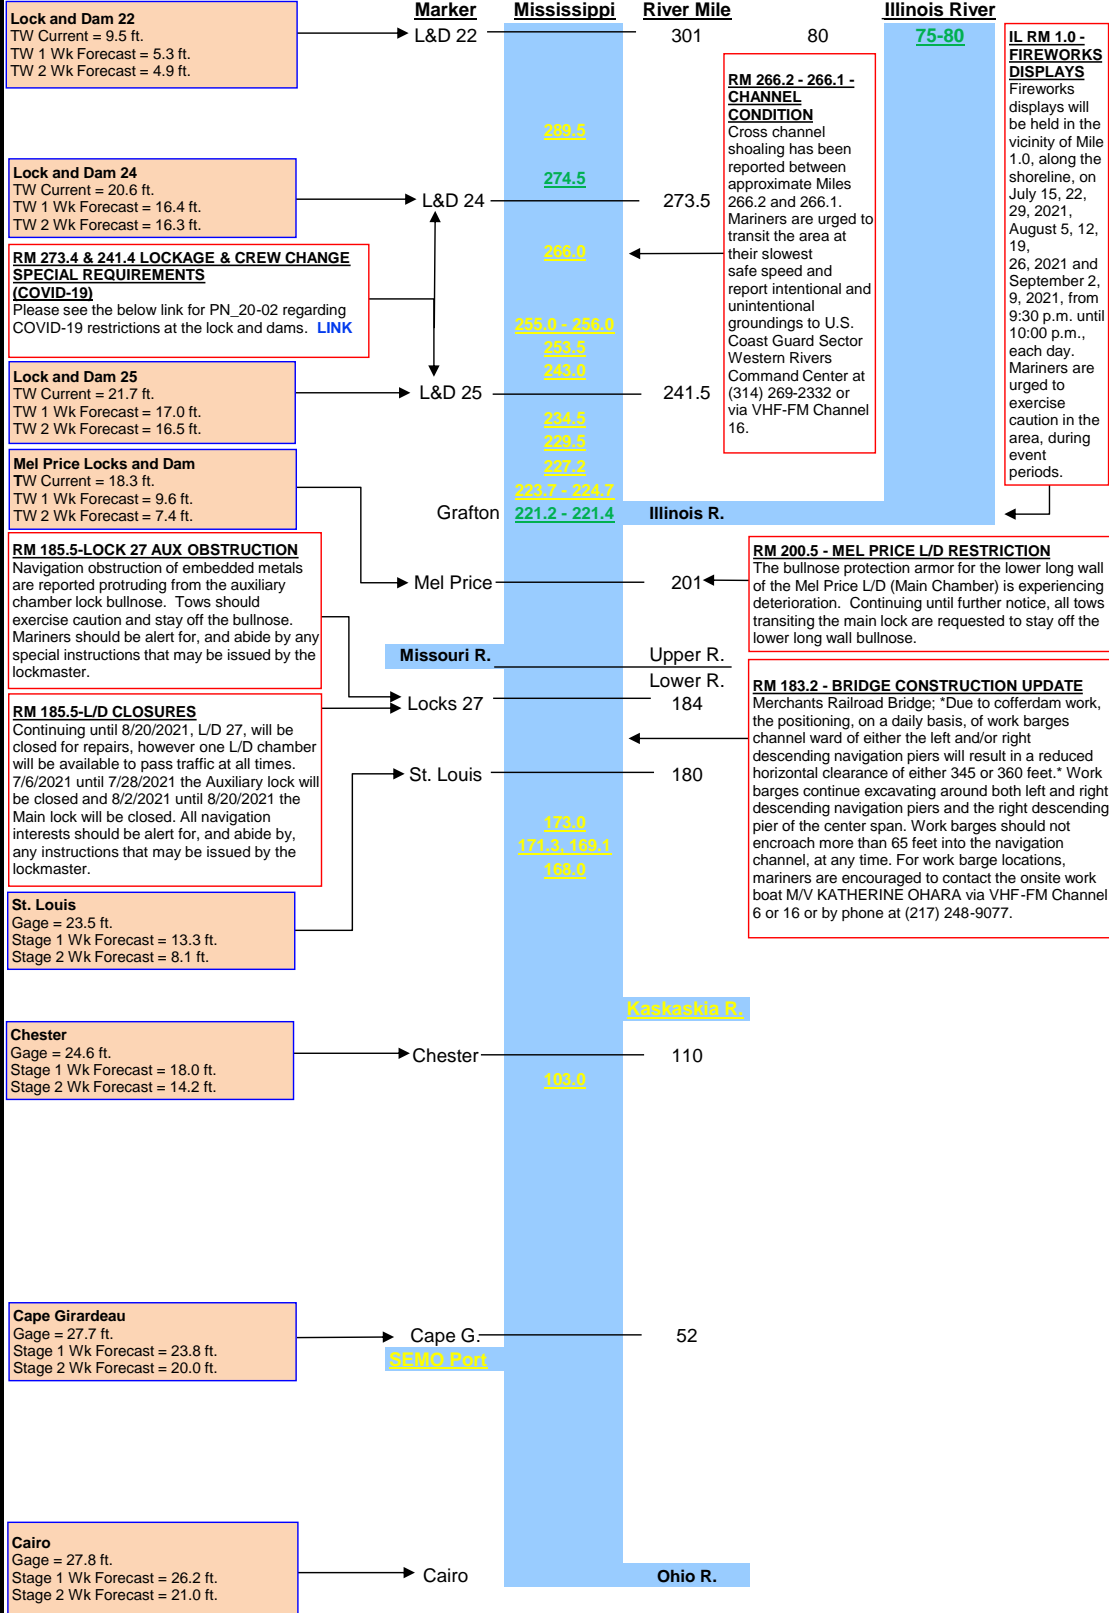 Marker Mississippi River Mile Illinois River
Lock and Dam 22
TW Current = 9.5 ft.
TW 1 Wk Forecast = 5.3 ft.
TW 2 Wk Forecast = 4.9 ft.
L&D 22 301 80 75-80
IL RM 1.0 -
FIREWORKS
DISPLAYS
Fireworks
displays will
be held in the
vicinity of Mile
1.0, along the
shoreline, on
July 15, 22,
29, 2021,
August 5, 12,
19,
26, 2021 and
September 2,
9, 2021, from
9:30 p.m. until
10:00 p.m.,
each day.
Mariners are
urged to
exercise
caution in the
area, during
event
periods.
RM 266.2 - 266.1 -
CHANNEL
CONDITION
Cross channel
shoaling has been
reported between
approximate Miles
266.2 and 266.1.
Mariners are urged to
transit the area at
their slowest
safe speed and
report intentional and
unintentional
groundings to U.S.
Coast Guard Sector
Western Rivers
Command Center at
(314) 269-2332 or
via VHF-FM Channel
16.
289.5
Lock and Dam 24
TW Current = 20.6 ft.
TW 1 Wk Forecast = 16.4 ft.
TW 2 Wk Forecast = 16.3 ft.
274.5
L&D 24 273.5
RM 273.4 & 241.4 LOCKAGE & CREW CHANGE
SPECIAL REQUIREMENTS
(COVID-19)
Please see the below link for PN_20-02 regarding
COVID-19 restrictions at the lock and dams. LINK
266.0
255.0 - 256.0
253.5
243.0
Lock and Dam 25
TW Current = 21.7 ft.
TW 1 Wk Forecast = 17.0 ft.
TW 2 Wk Forecast = 16.5 ft.
L&D 25 241.5
234.5
229.5
227.2
223.7 - 224.7
Mel Price Locks and Dam
TW Current = 18.3 ft.
TW 1 Wk Forecast = 9.6 ft.
TW 2 Wk Forecast = 7.4 ft.
Grafton 221.2 - 221.4 Illinois R.
RM 185.5-LOCK 27 AUX OBSTRUCTION
Navigation obstruction of embedded metals
are reported protruding from the auxiliary
chamber lock bullnose. Tows should
exercise caution and stay off the bullnose.
Mariners should be alert for, and abide by any
special instructions that may be issued by the
lockmaster.
Mel Price 201
RM 200.5 - MEL PRICE L/D RESTRICTION
The bullnose protection armor for the lower long wall
of the Mel Price L/D (Main Chamber) is experiencing
deterioration. Continuing until further notice, all tows
transiting the main lock are requested to stay off the
lower long wall bullnose.
Missouri R. Upper R.
Lower R.
Locks 27 184
RM 185.5-L/D CLOSURES
Continuing until 8/20/2021, L/D 27, will be
closed for repairs, however one L/D chamber
will be available to pass traffic at all times.
7/6/2021 until 7/28/2021 the Auxiliary lock will
be closed and 8/2/2021 until 8/20/2021 the
Main lock will be closed. All navigation
interests should be alert for, and abide by,
any instructions that may be issued by the
lockmaster.
RM 183.2 - BRIDGE CONSTRUCTION UPDATE
Merchants Railroad Bridge; *Due to cofferdam work,
the positioning, on a daily basis, of work barges
channel ward of either the left and/or right
descending navigation piers will result in a reduced
horizontal clearance of either 345 or 360 feet.* Work
barges continue excavating around both left and right
descending navigation piers and the right descending
pier of the center span. Work barges should not
encroach more than 65 feet into the navigation
channel, at any time. For work barge locations,
mariners are encouraged to contact the onsite work
boat M/V KATHERINE OHARA via VHF-FM Channel
6 or 16 or by phone at (217) 248-9077.
St. Louis 180
173.0
171.3, 169.1
168.0
St. Louis
Gage = 23.5 ft.
Stage 1 Wk Forecast = 13.3 ft.
Stage 2 Wk Forecast = 8.1 ft.
Kaskaskia R.
Chester
Gage = 24.6 ft.
Stage 1 Wk Forecast = 18.0 ft.
Stage 2 Wk Forecast = 14.2 ft.
Chester 110
103.0
Cape Girardeau
Gage = 27.7 ft.
Stage 1 Wk Forecast = 23.8 ft.
Stage 2 Wk Forecast = 20.0 ft.
Cape G. 52
SEMO Port
Cairo
Gage = 27.8 ft.
Stage 1 Wk Forecast = 26.2 ft.
Stage 2 Wk Forecast = 21.0 ft.
Cairo Ohio R.